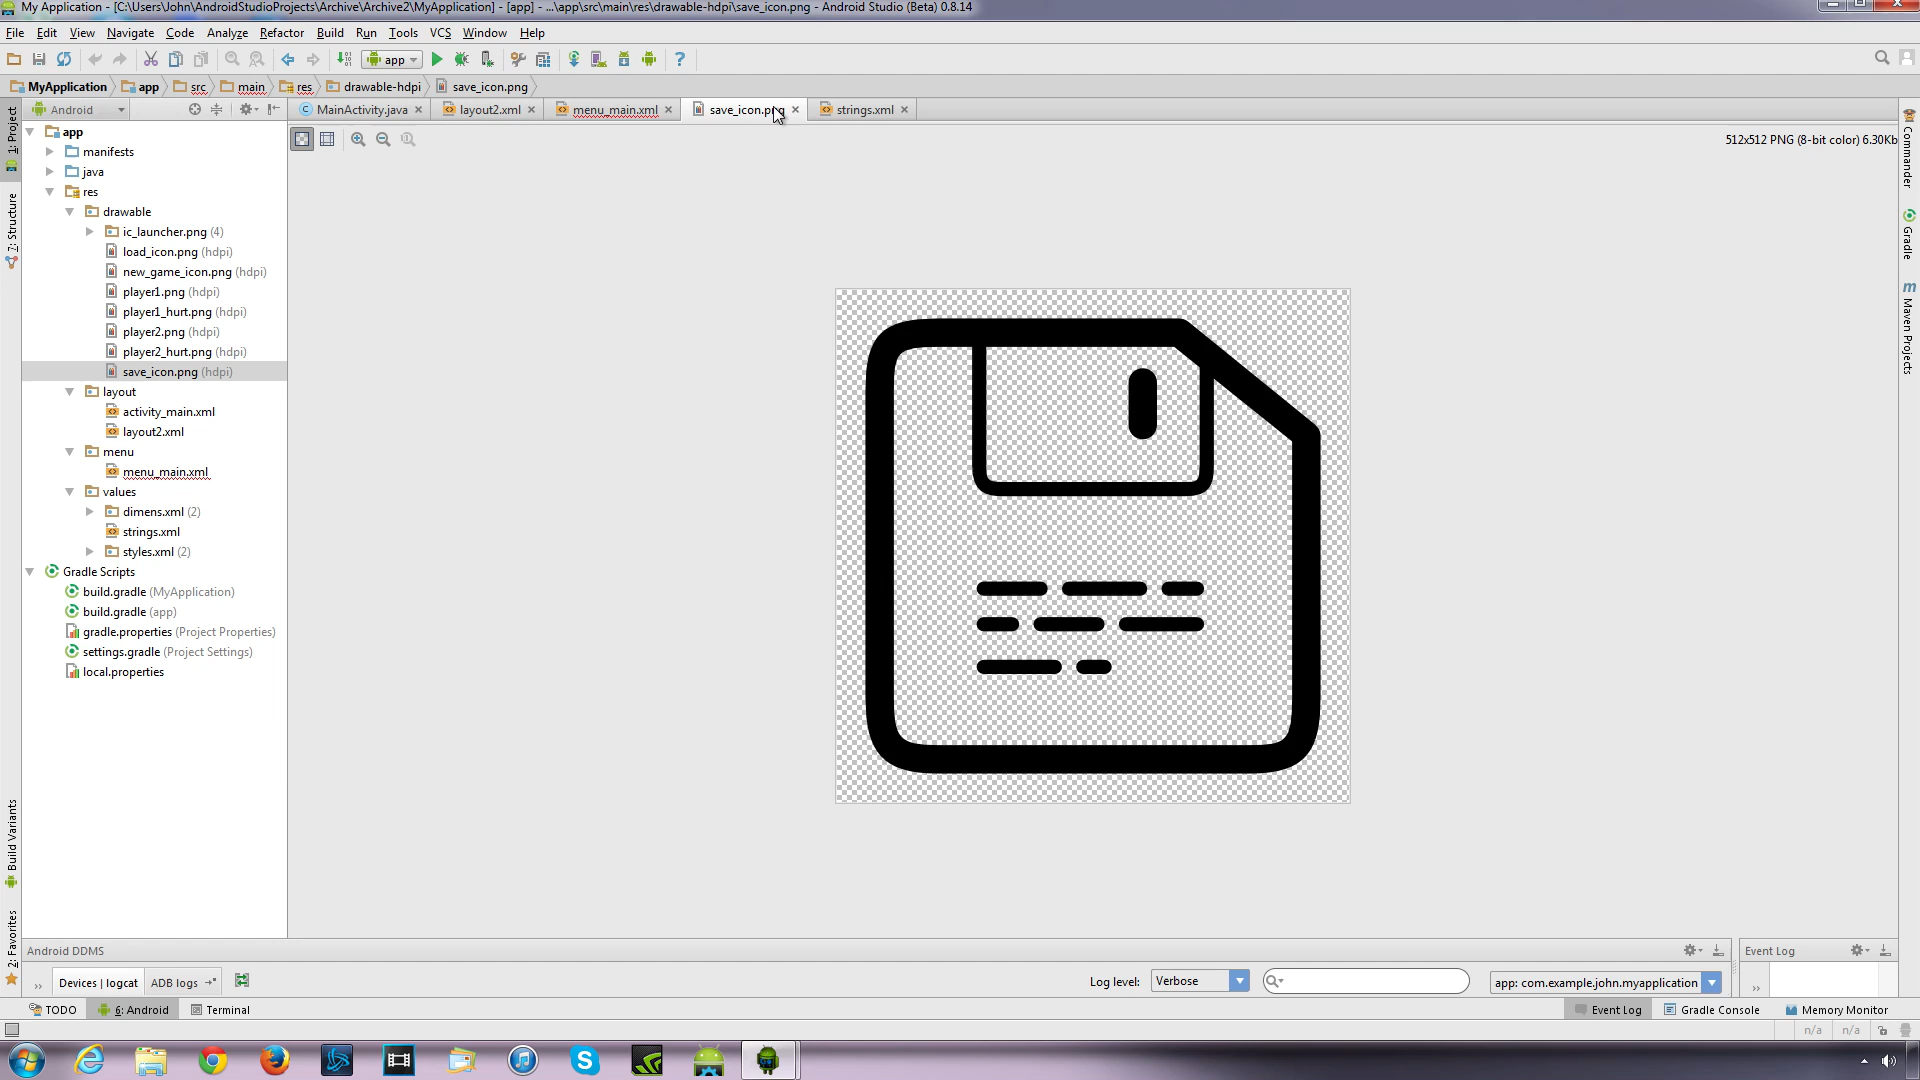 My Application - [C:\Users\John\AndroidStudioProjects\Archive\Archive2\MyApplication] - [app] - ...\app\src\main\res\drawable-hdpi\save_icon.png - Android Studio (Beta) 0.8.14
File Edit View Navigate Code Analyze Refactor Build Run Tools VCS Window Help
app
MyApplication app src main res drawable-hdpi save_icon.png
Android
MainActivity.java layout2.xml menu_main.xml save_icon.png strings.xml
512x512 PNG (8-bit color) 6.30Kb
1: Project
7: Structure
Build Variants
2: Favorites
app
manifests
java
res
drawable
ic_launcher.png (4)
load_icon.png (hdpi)
new_game_icon.png (hdpi)
player1.png (hdpi)
player1_hurt.png (hdpi)
player2.png (hdpi)
player2_hurt.png (hdpi)
save_icon.png (hdpi)
layout
activity_main.xml
layout2.xml
menu
menu_main.xml
values
dimens.xml (2)
strings.xml
styles.xml (2)
Gradle Scripts
build.gradle (MyApplication)
build.gradle (app)
gradle.properties (Project Properties)
settings.gradle (Project Settings)
local.properties
Commander
Gradle
Maven Projects
Android DDMS
Event Log
Devices | logcat ADB logs
Log level: Verbose
app: com.example.john.myapplication
TODO 6: Android Terminal
Event Log Gradle Console Memory Monitor
n/a n/a